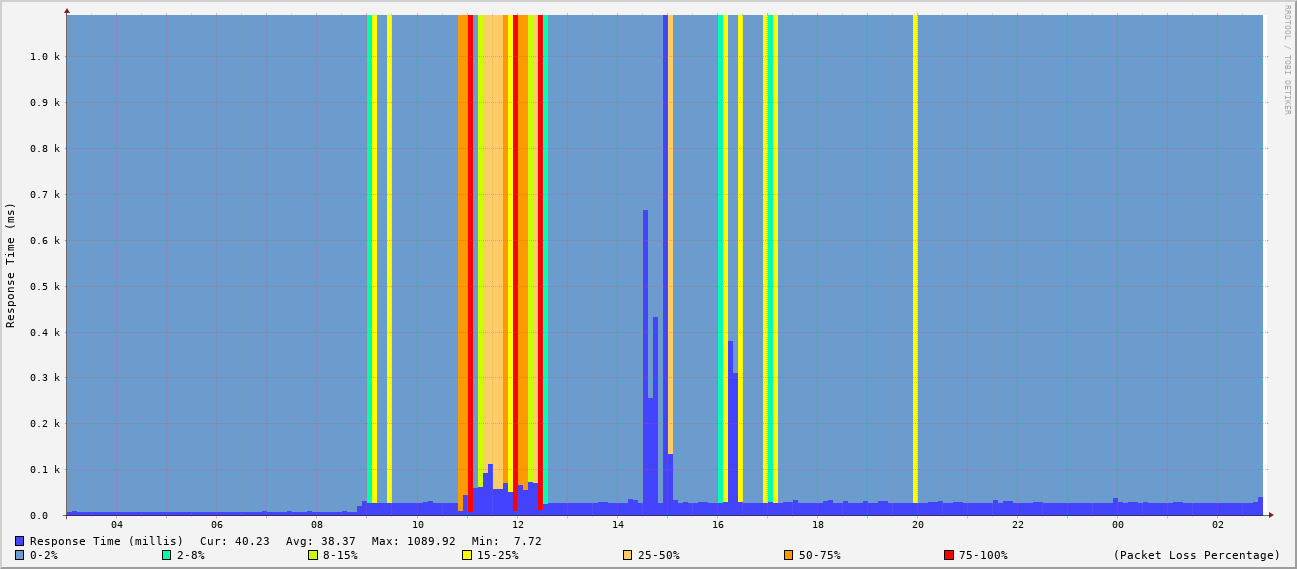 RRDTOOL / TOBI OETIKER
Response Time (ms)
1.0 k
0.9 k
0.8 k
0.7 k
0.6 k
0.5 k
0.4 k
0.3 k
0.2 k
0.1 k
0.0
04 06 08 10 12 14 16 18 20 22 00 02
Response Time (millis) Cur: 40.23 Avg: 38.37 Max: 1089.92 Min: 7.72
0-2% 2-8% 8-15% 15-25% 25-50% 50-75% 75-100% (Packet Loss Percentage)